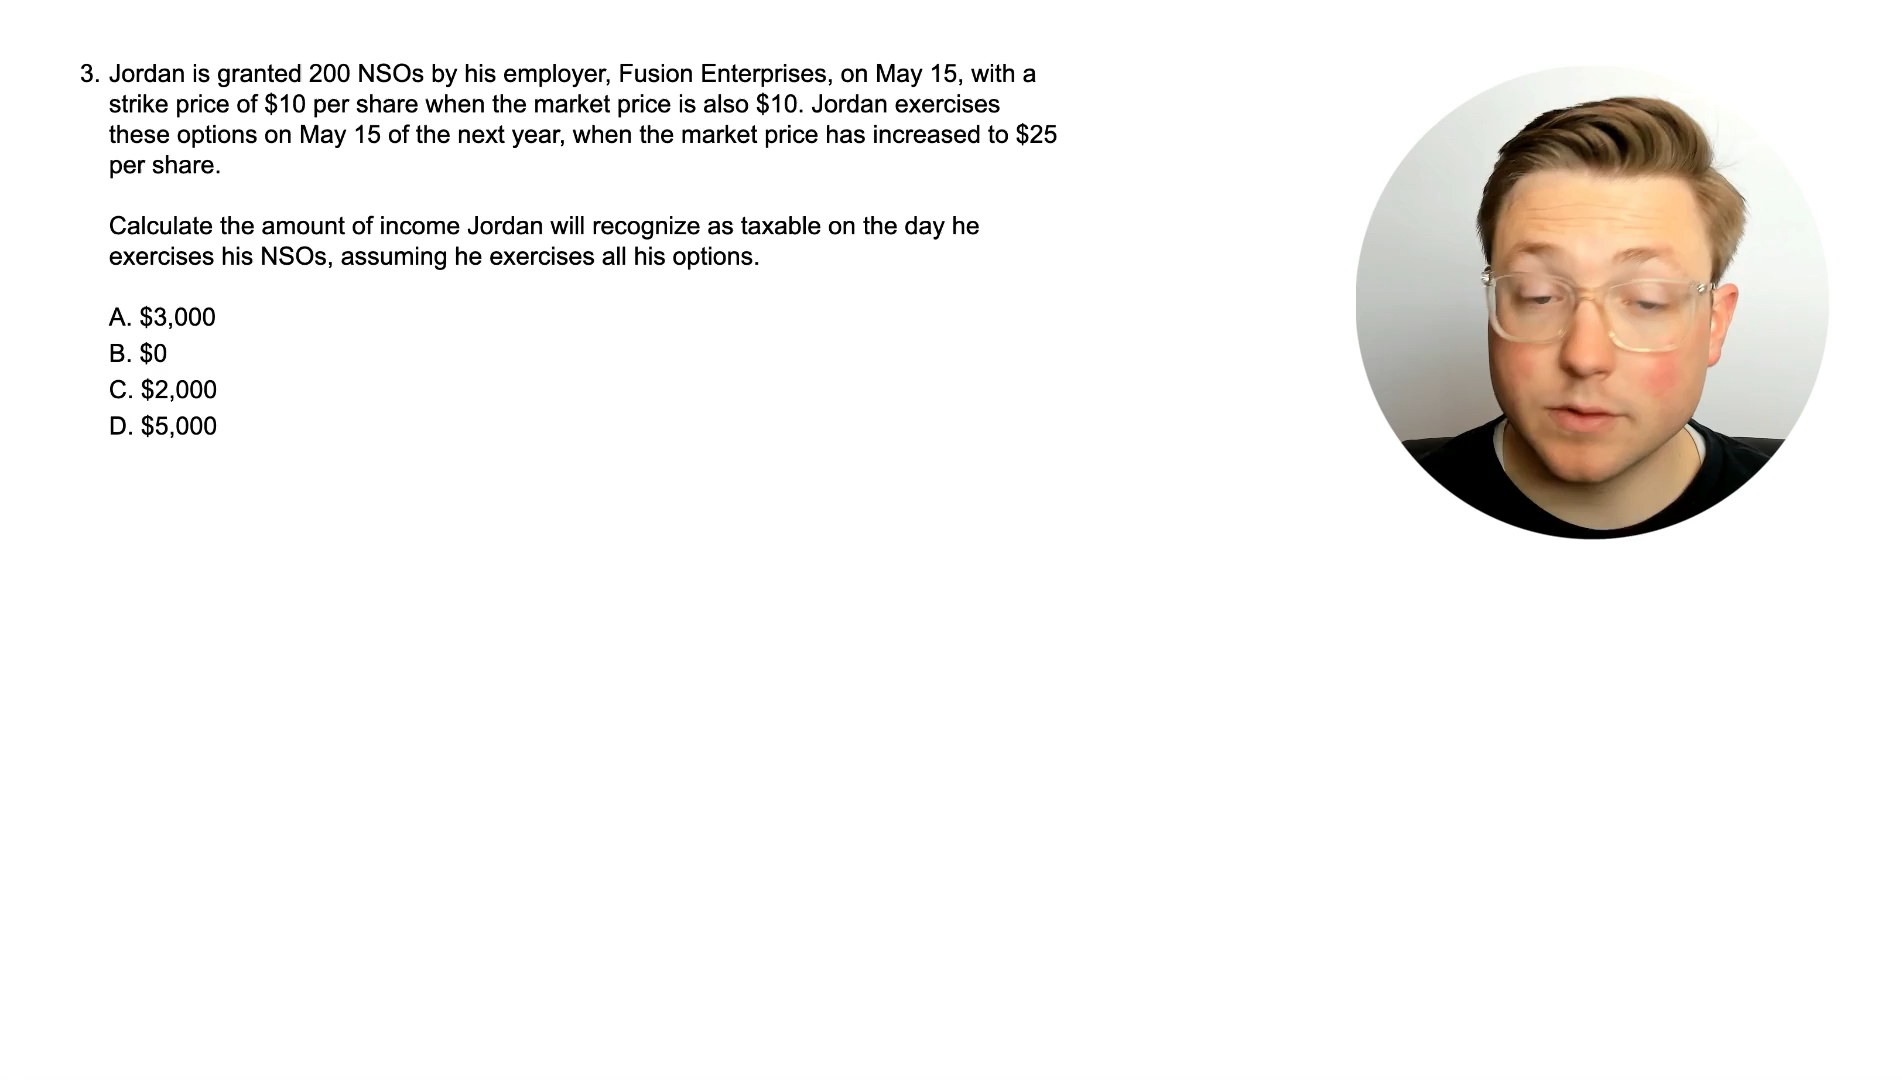 3. Jordan is granted 200 NSOs by his employer, Fusion Enterprises, on May 15, with a
strike price of $10 per share when the market price is also $10. Jordan exercises
these options on May 15 of the next year, when the market price has increased to $25
per share.
Calculate the amount of income Jordan will recognize as taxable on the day he
exercises his NSOs, assuming he exercises all his options.
A. $3,000
B. $0
C. $2,000
D. $5,000